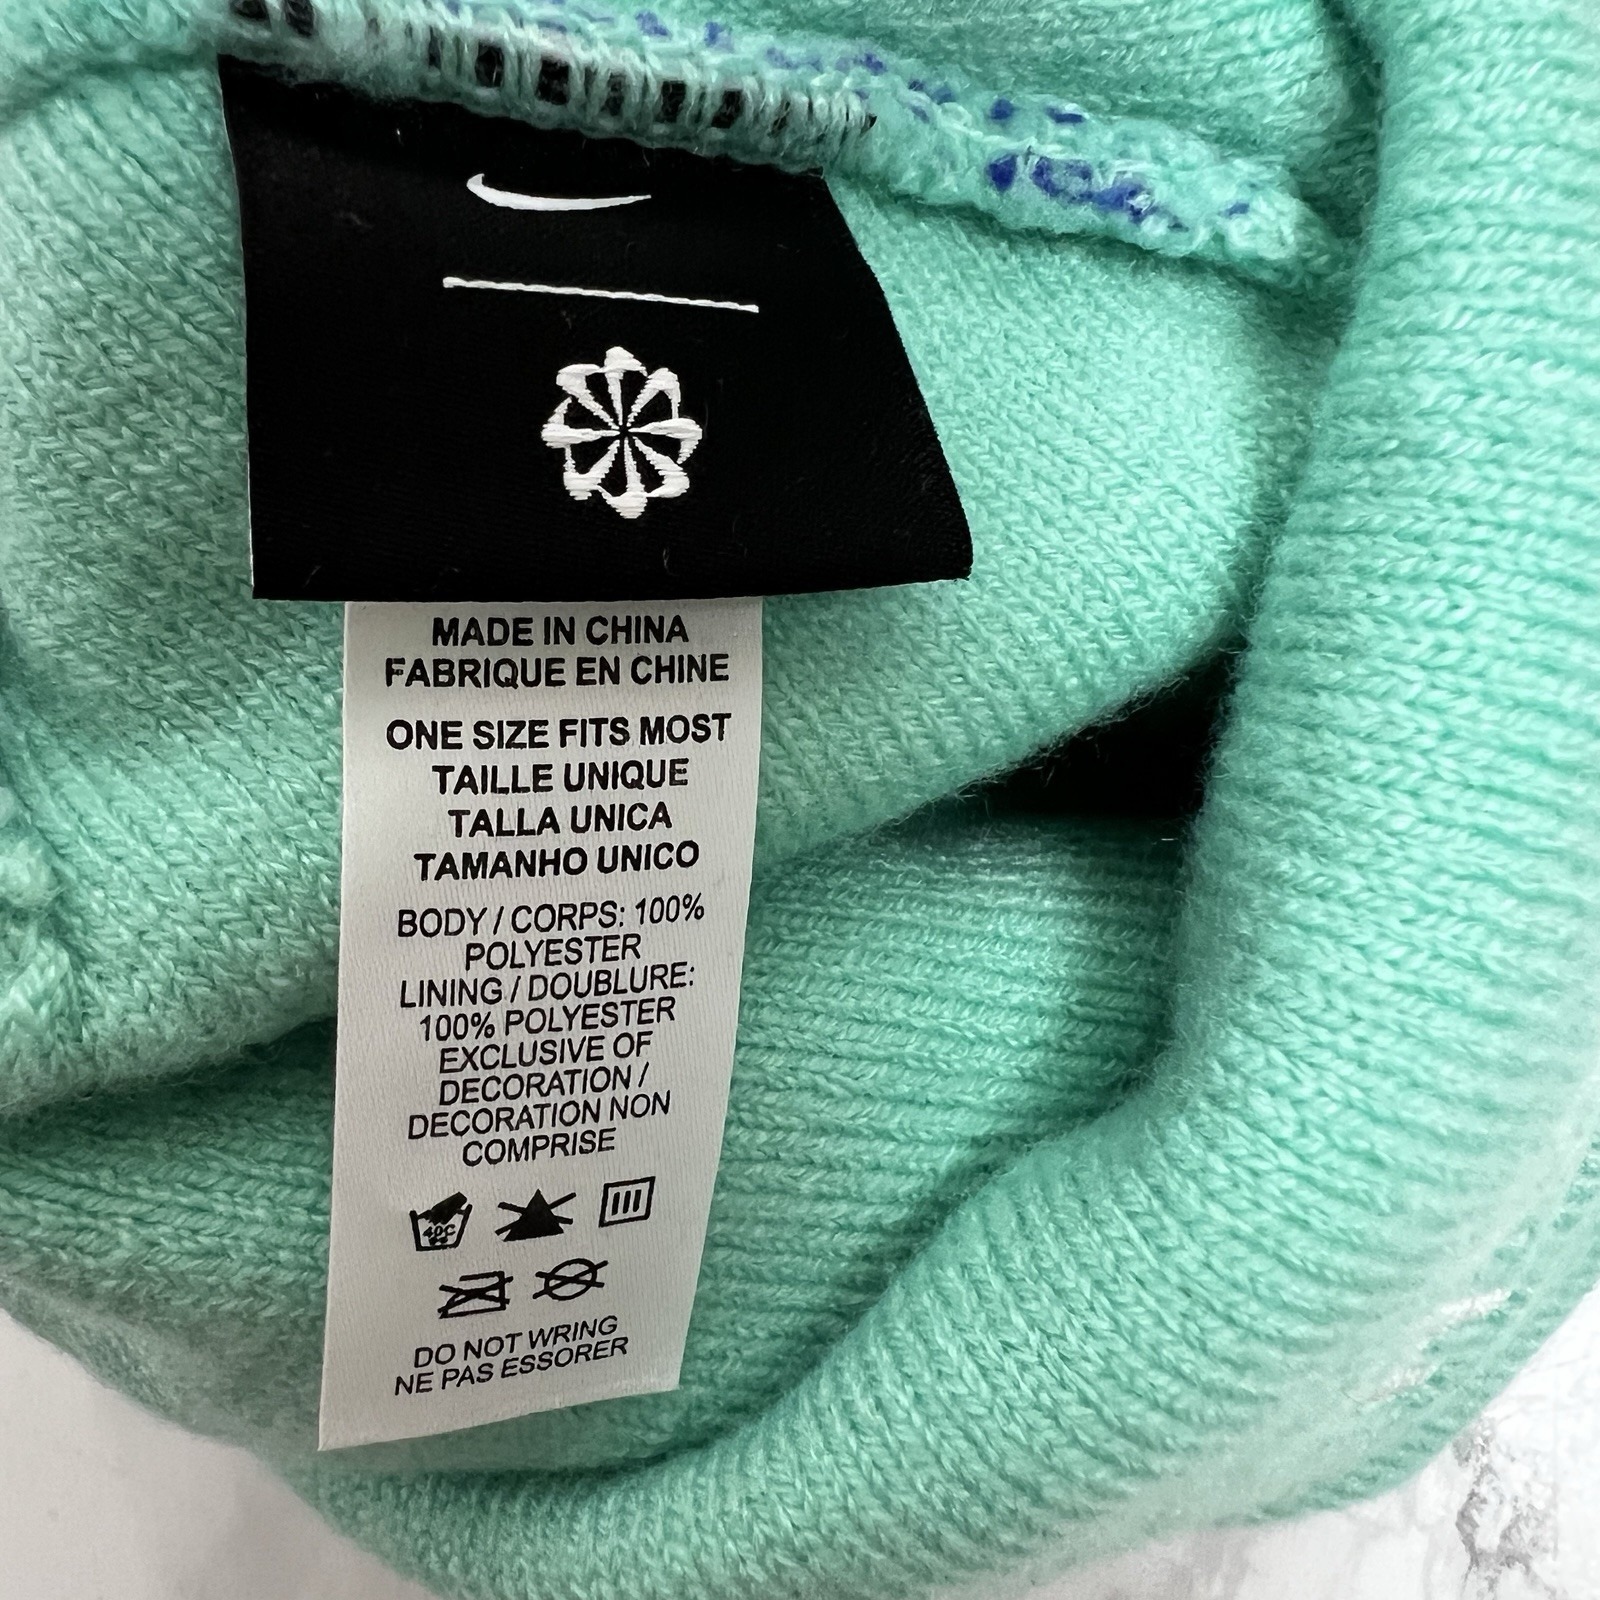 MADE IN CHINA
FABRIQUE EN CHINE
ONE SIZE FITS MOST
TAILLE UNIQUE
TALLA UNICA
TAMANHO UNICO
BODY / CORPS: 100%
POLYESTER
LINING / DOUBLURE:
100% POLYESTER
EXCLUSIVE OF
DECORATION /
DECORATION NON
COMPRISE
40C
DO NOT WRING
NE PAS ESSORER